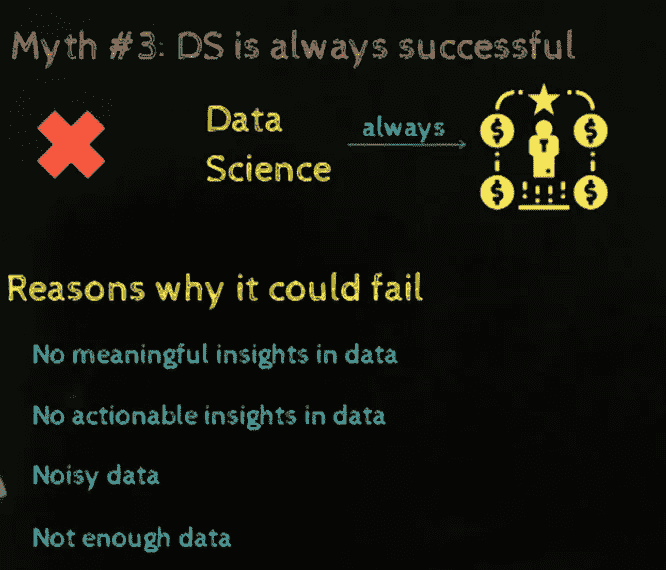 Myth #3: DS is always successful
Data
Science
always
$ $
$ $
Reasons why it could fail
No meaningful insights in data
No actionable insights in data
Noisy data
Not enough data